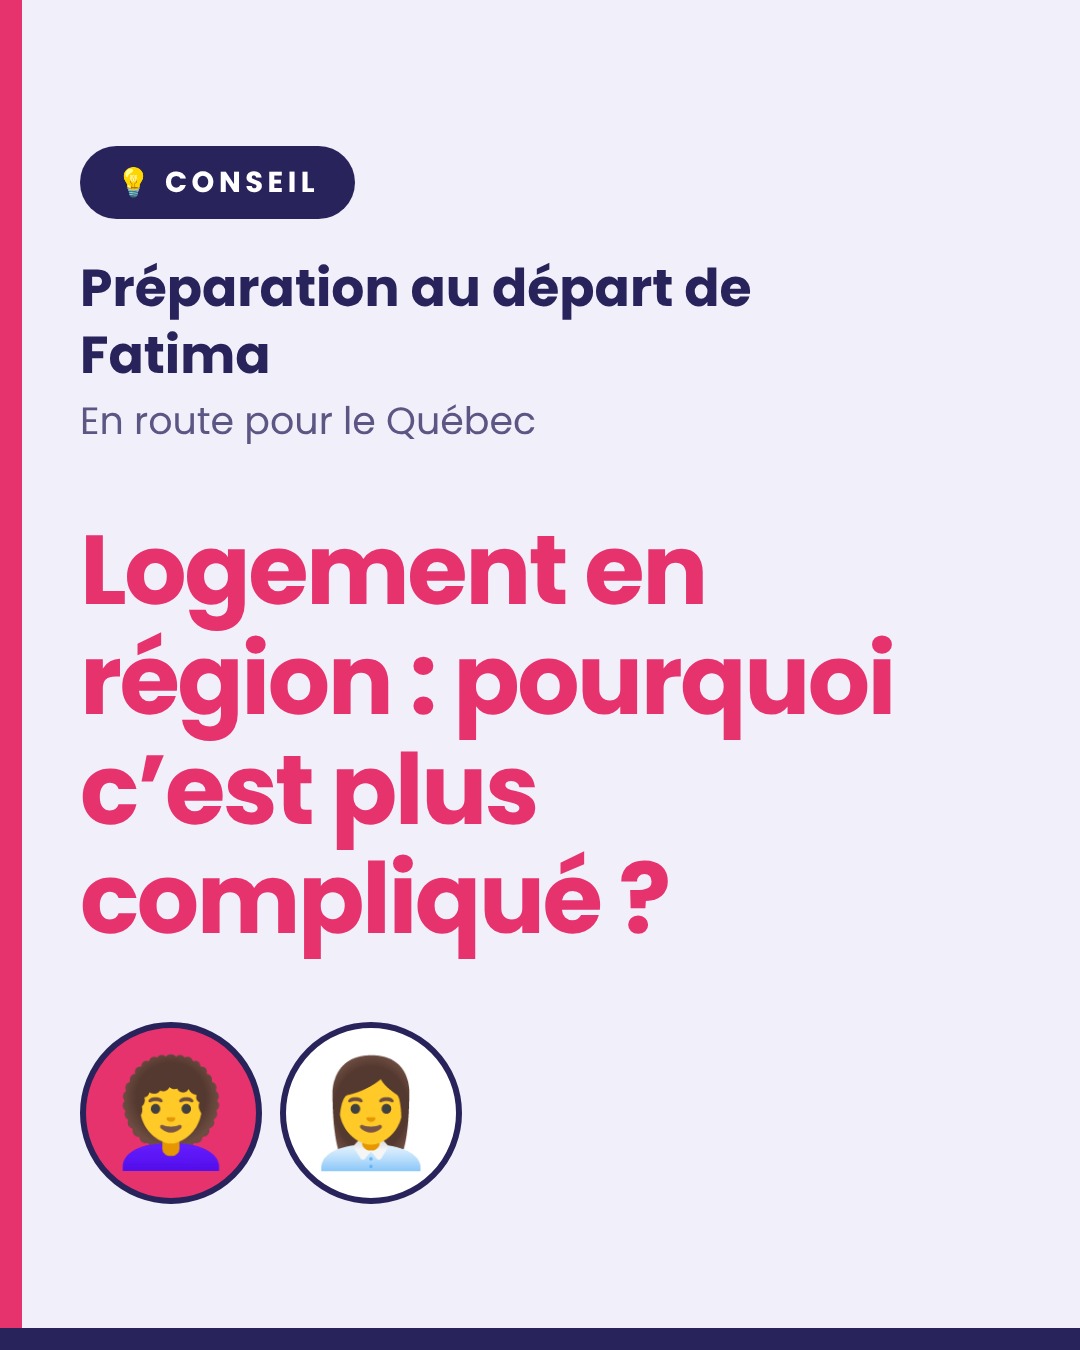 💡 CONSEIL
Préparation au départ de
Fatima
En route pour le Québec
Logement en
région : pourquoi
c’est plus
compliqué ?